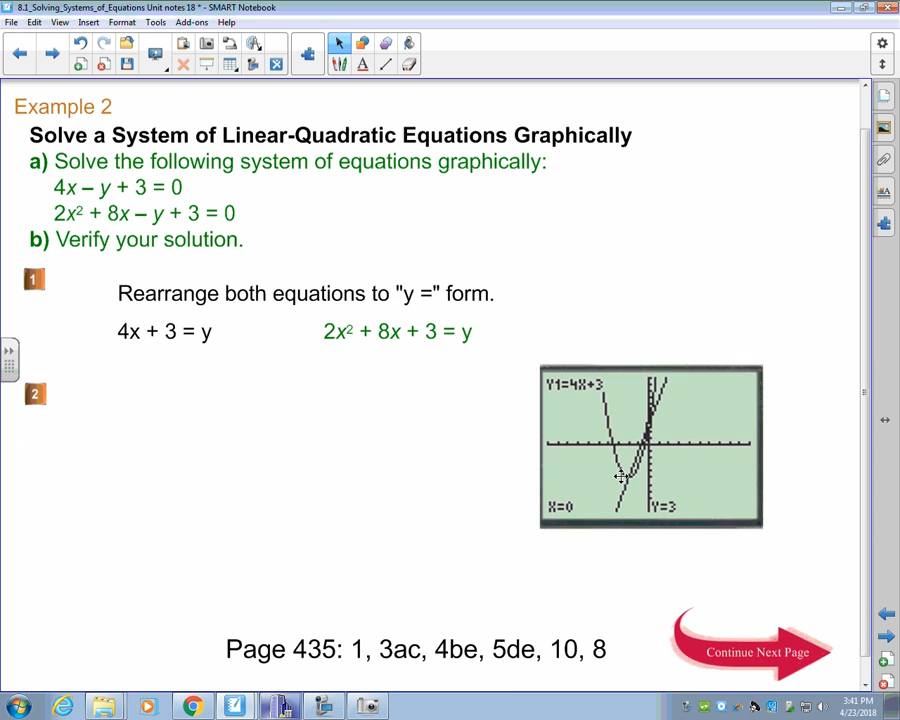 8.1_Solving_Systems_of_Equations Unit notes 18 * - SMART Notebook
File Edit View Insert Format Tools Add-ons Help
Example 2
Solve a System of Linear-Quadratic Equations Graphically
a) Solve the following system of equations graphically:
4x – y + 3 = 0
2x² + 8x – y + 3 = 0
b) Verify your solution.
1
Rearrange both equations to "y =" form.
4x + 3 = y 2x² + 8x + 3 = y
2
Y1=4X+3
X=0 Y=3
Page 435: 1, 3ac, 4be, 5de, 10, 8
Continue Next Page
3:41 PM
4/23/2018